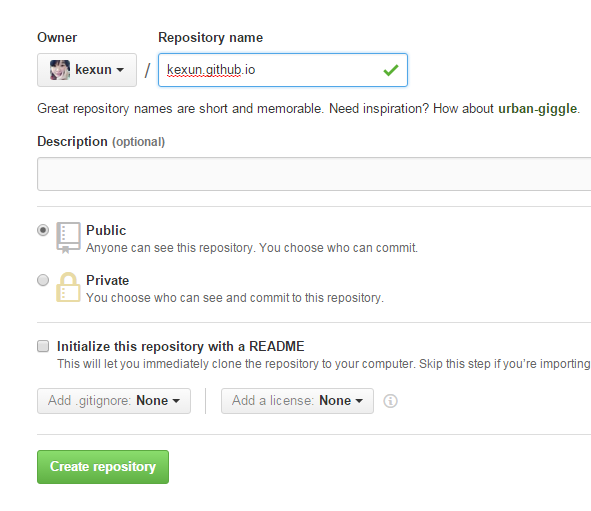 Owner Repository name
kexun / kexun.github.io
Great repository names are short and memorable. Need inspiration? How about urban-giggle.
Description (optional)
Public
Anyone can see this repository. You choose who can commit.
Private
You choose who can see and commit to this repository.
Initialize this repository with a README
This will let you immediately clone the repository to your computer. Skip this step if you're importing
Add .gitignore: None Add a license: None
Create repository